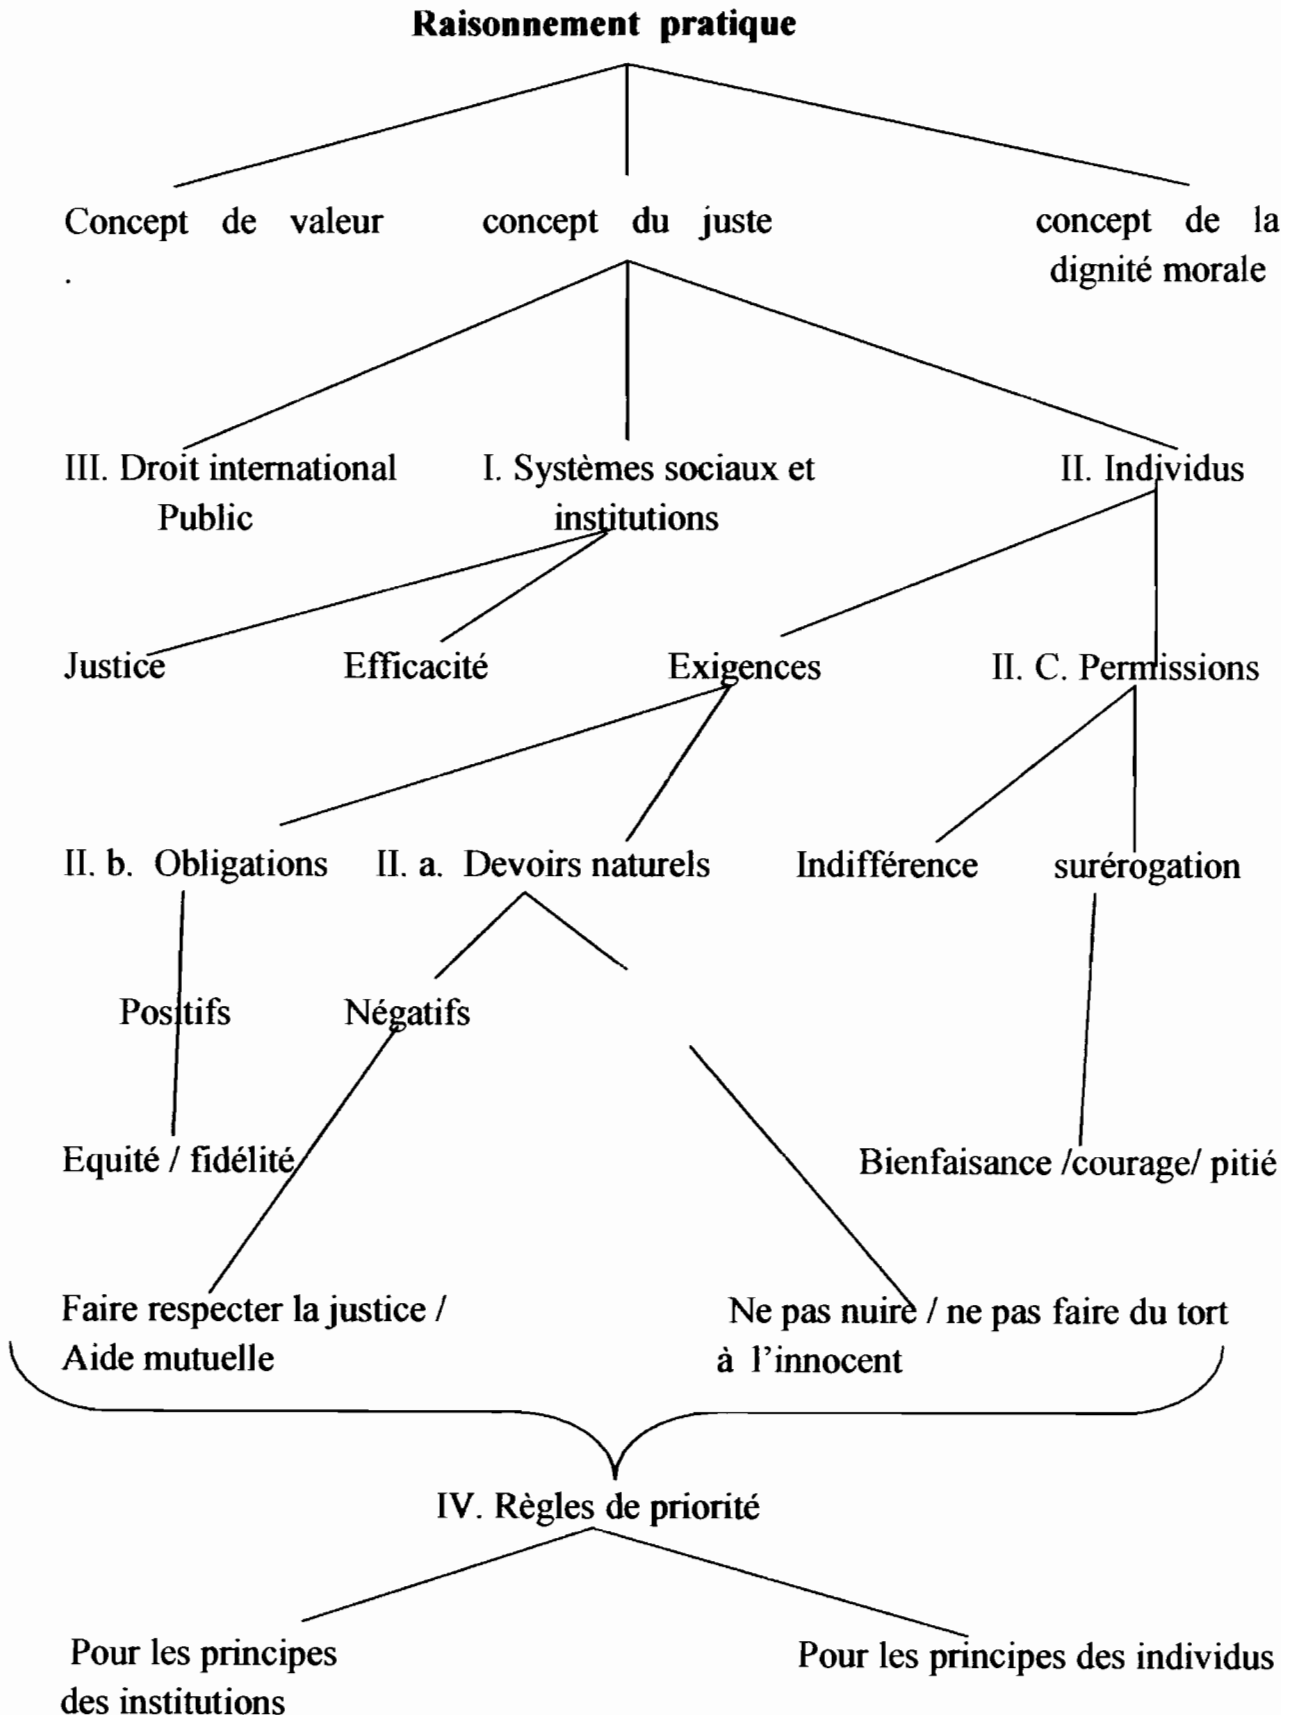 Raisonnement pratique
Concept de valeur
concept du juste
concept de la
dignité morale
.
III. Droit international
Public
I. Systèmes sociaux et
institutions
II. Individus
Justice
Efficacité
Exigences
II. C. Permissions
II. b. Obligations
II. a. Devoirs naturels
Indifférence
surérogation
Positifs
Négatifs
Equité / fidélité
Bienfaisance /courage/ pitié
Faire respecter la justice /
Aide mutuelle
Ne pas nuire / ne pas faire du tort
à l'innocent
IV. Règles de priorité
Pour les principes
des institutions
Pour les principes des individus